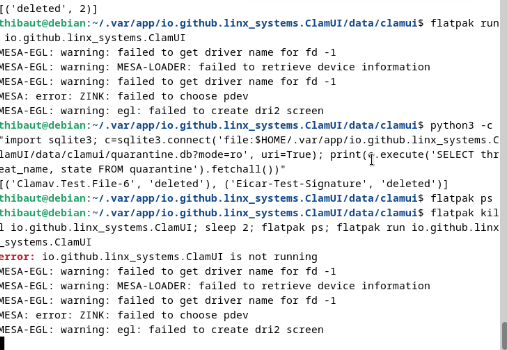 [('deleted', 2)]
thibaut@debian:~/.var/app/io.github.linx_systems.ClamUI/data/clamui$ flatpak run
io.github.linx_systems.ClamUI
MESA-EGL: warning: failed to get driver name for fd -1
MESA-EGL: warning: MESA-LOADER: failed to retrieve device information
MESA-EGL: warning: failed to get driver name for fd -1
MESA: error: ZINK: failed to choose pdev
MESA-EGL: warning: egl: failed to create dri2 screen
thibaut@debian:~/.var/app/io.github.linx_systems.ClamUI/data/clamui$ python3 -c
"import sqlite3; c=sqlite3.connect('file:$HOME/.var/app/io.github.linx_systems.C
lamUI/data/clamui/quarantine.db?mode=ro', uri=True); print(c.execute('SELECT thr
eat_name, state FROM quarantine').fetchall())"
[('Clamav.Test.File-6', 'deleted'), ('Eicar-Test-Signature', 'deleted')]
thibaut@debian:~/.var/app/io.github.linx_systems.ClamUI/data/clamui$ flatpak ps
thibaut@debian:~/.var/app/io.github.linx_systems.ClamUI/data/clamui$ flatpak kil
l io.github.linx_systems.ClamUI; sleep 2; flatpak ps; flatpak run io.github.linx
_systems.ClamUI
error: io.github.linx_systems.ClamUI is not running
MESA-EGL: warning: failed to get driver name for fd -1
MESA-EGL: warning: MESA-LOADER: failed to retrieve device information
MESA-EGL: warning: failed to get driver name for fd -1
MESA: error: ZINK: failed to choose pdev
MESA-EGL: warning: egl: failed to create dri2 screen